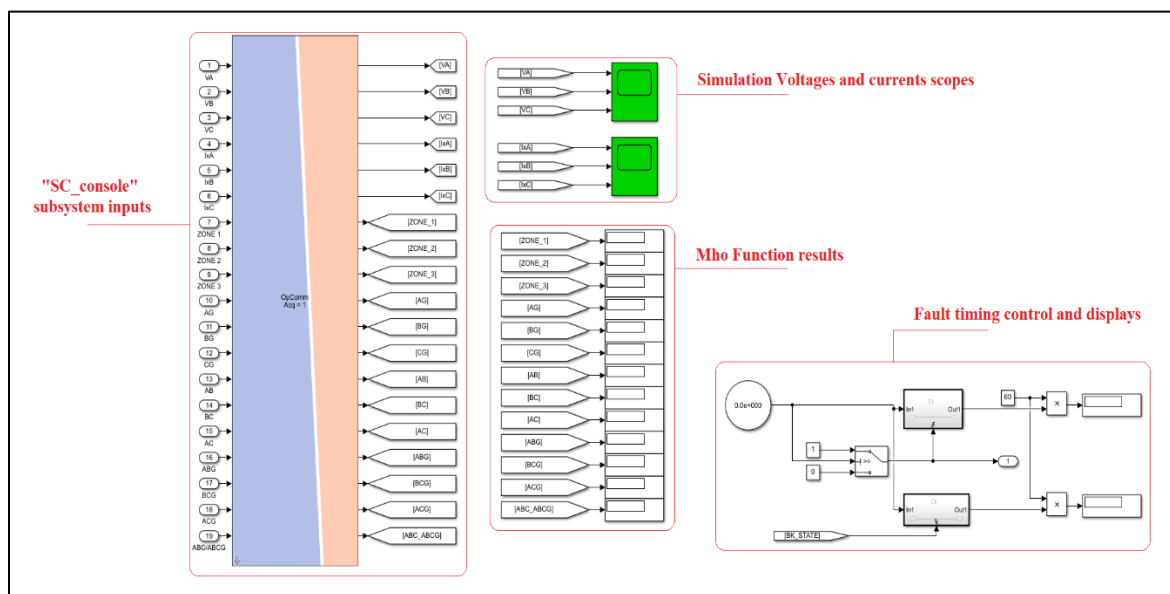 "SC_console"
subsystem inputs
1
VA
2
VB
3
VC
4
IxA
5
IxB
6
IxC
7
ZONE 1
8
ZONE 2
9
ZONE 3
10
AG
11
BG
12
CG
13
AB
14
BC
15
AC
16
ABG
17
BCG
18
ACG
19
ABC/ABCG
OpComm
Acq = 1
[VA]
[VB]
[VC]
[IxA]
[IxB]
[IxC]
[ZONE_1]
[ZONE_2]
[ZONE_3]
[AG]
[BG]
[CG]
[AB]
[BC]
[AC]
[ABG]
[BCG]
[ACG]
[ABC_ABCG]
[VA]
[VB]
[VC]
[IxA]
[IxB]
[IxC]
Simulation Voltages and currents scopes
[ZONE_1]
[ZONE_2]
[ZONE_3]
[AG]
[BG]
[CG]
[AB]
[BC]
[AC]
[ABG]
[BCG]
[ACG]
[ABC_ABCG]
Mho Function results
Fault timing control and displays
0.0e+000
In1
Out1
60
×
1
>=
0
1
In1
Out1
×
[BK_STATE]